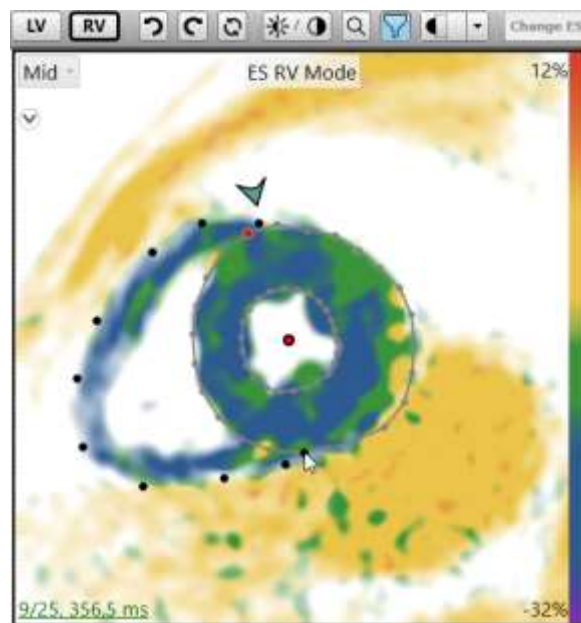 LV RV Change ES
Mid ES RV Mode 12%
9/25, 356,5 ms -32%